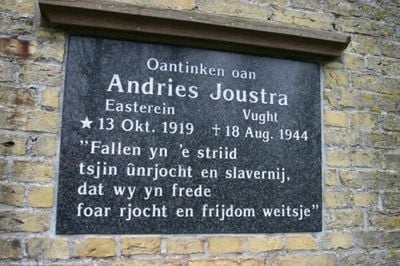 Oantinken oan
Andries Joustra
Easterein Vught
★ 13 Okt. 1919 † 18 Aug. 1944
"Fallen yn 'e striid
tsjin ûnrjocht en slavernij,
dat wy yn frede
foar rjocht en frijdom weitsje"